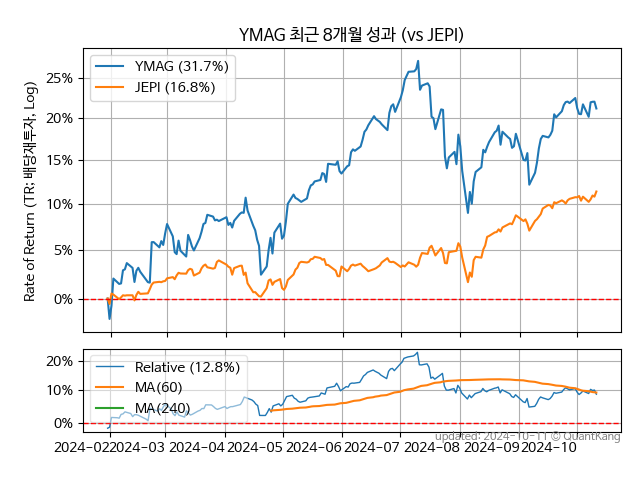 YMAG 최근 8개월 성과 (vs JEPI)
YMAG (31.7%)
JEPI (16.8%)
Rate of Return (TR: 배당재투자, Log)
25%
20%
15%
10%
5%
0%
Relative (12.8%)
MA(60)
MA(240)
20%
10%
0%
2024-02 2024-03 2024-04 2024-05 2024-06 2024-07 2024-08 2024-09 2024-10
updated: 2024-10-11 © QuantKang